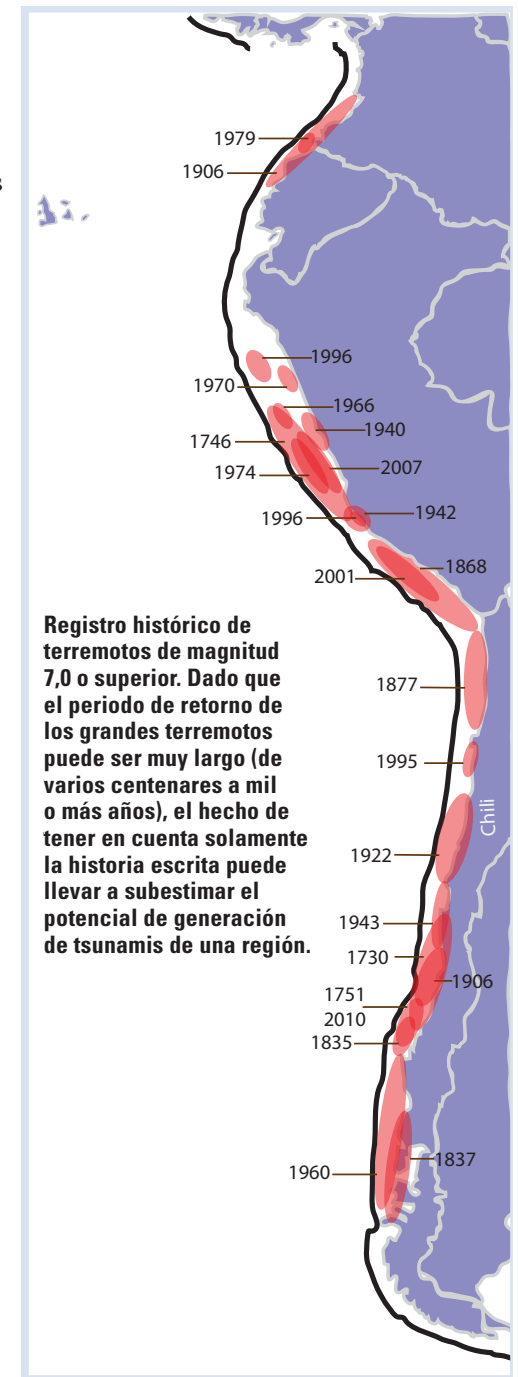 s
1979
1906
1996
1970
1966
1940
1746
2007
1974
1996
1942
1868
2001
Registro histórico de
terremotos de magnitud
7,0 o superior. Dado que
el periodo de retorno de
los grandes terremotos
puede ser muy largo (de
varios centenares a mil
o más años), el hecho de
tener en cuenta solamente
la historia escrita puede
llevar a subestimar el
potencial de generación
de tsunamis de una región.
1877
1995
Chili
1922
1943
1730
1906
1751
2010
1835
1837
1960